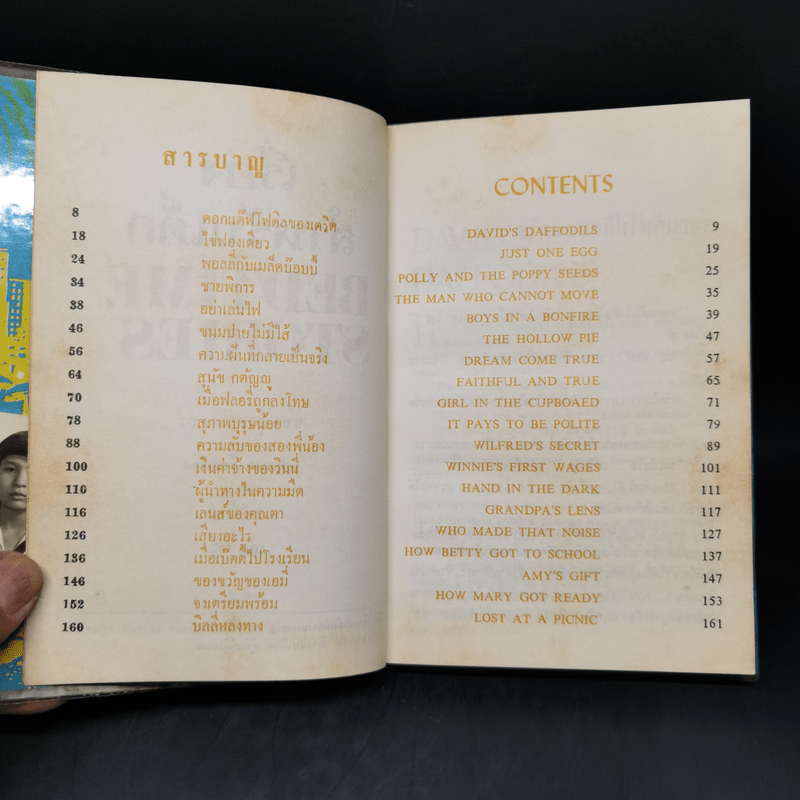 สารบาญ
8 ดอกแด๊ฟโฟดิลของเดวิด
18 ไข่ฟองเดียว
24 พอลลี่กับเมล็ดป๊อบปี้
34 ชายพิการ
38 อย่าเล่นไฟ
46 ขนมปายไม่มีใส้
56 ความฝันที่กลายเป็นจริง
64 สุนัข กตัญญู
70 เมื่อฟลอรี่ถูกลงโทษ
78 สุภาพบุรุษน้อย
88 ความลับของสองพี่น้อง
100 เงินค่าจ้างของวินนี่
110 ผู้นำทางในความมืด
116 เลนส์ของคุณตา
126 เสียงอะไร
136 เมื่อเบ๊ตตี้ไปโรงเรียน
146 ของขวัญของเอมี่
152 จงเตรียมพร้อม
160 บิลลี่หลงทาง
CONTENTS
DAVID'S DAFFODILS 9
JUST ONE EGG 19
POLLY AND THE POPPY SEEDS 25
THE MAN WHO CANNOT MOVE 35
BOYS IN A BONFIRE 39
THE HOLLOW PIE 47
DREAM COME TRUE 57
FAITHFUL AND TRUE 65
GIRL IN THE CUPBOAED 71
IT PAYS TO BE POLITE 79
WILFRED'S SECRET 89
WINNIE'S FIRST WAGES 101
HAND IN THE DARK 111
GRANDPA'S LENS 117
WHO MADE THAT NOISE 127
HOW BETTY GOT TO SCHOOL 137
AMY'S GIFT 147
HOW MARY GOT READY 153
LOST AT A PICNIC 161